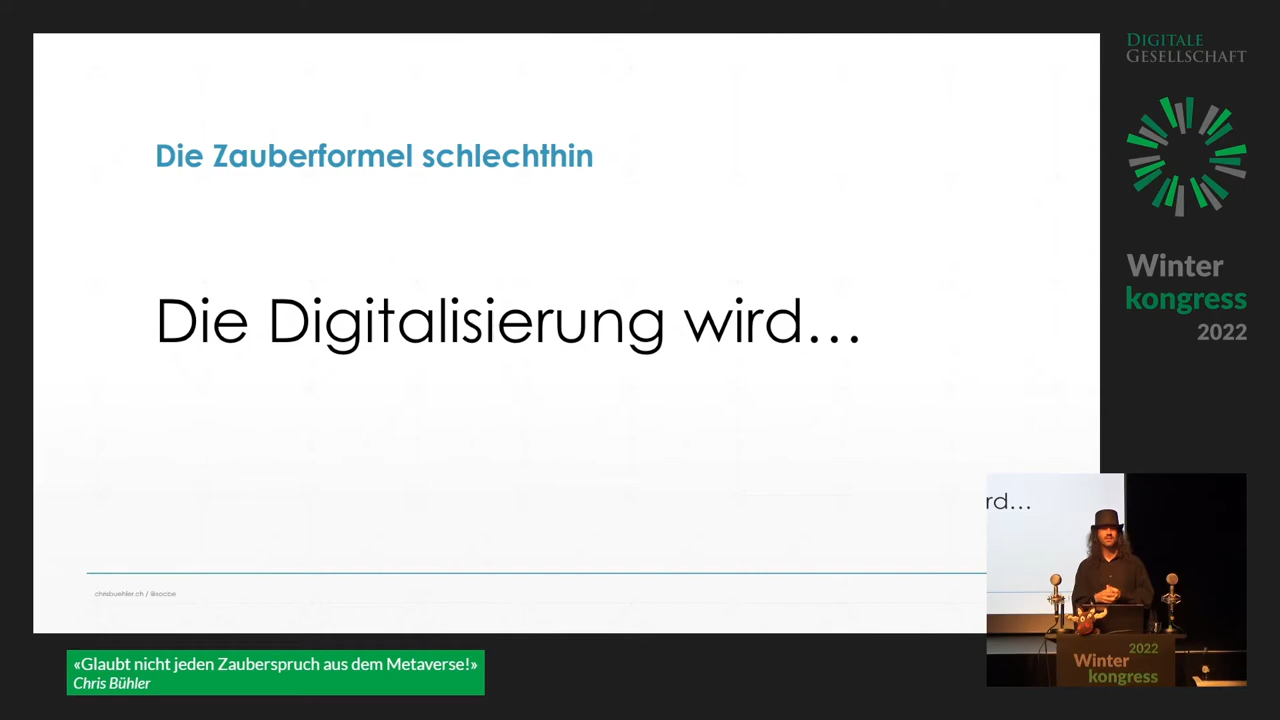 Die Zauberformel schlechthin
Die Digitalisierung wird...
chrisbuehler.ch / @socbe
«Glaubt nicht jeden Zauberspruch aus dem Metaverse!»
Chris Bühler
DIGITALE
GESELLSCHAFT
Winter
kongress
2022
rd...
2022
Winter
kongress